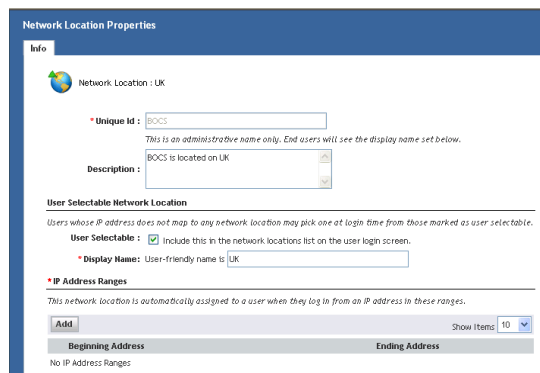 Network Location Properties
Info
Network Location : UK
* Unique Id : BOCS
This is an administrative name only. End users will see the display name set below.
Description : BOCS is located on UK
User Selectable Network Location
Users whose IP address does not map to any network location may pick one at login time from those marked as user selectable.
User Selectable : Include this in the network locations list on the user login screen.
* Display Name: User-friendly name is UK
* IP Address Ranges
This network location is automatically assigned to a user when they log in from an IP address in these ranges.
Add Show Items 10
Beginning Address Ending Address
No IP Address Ranges